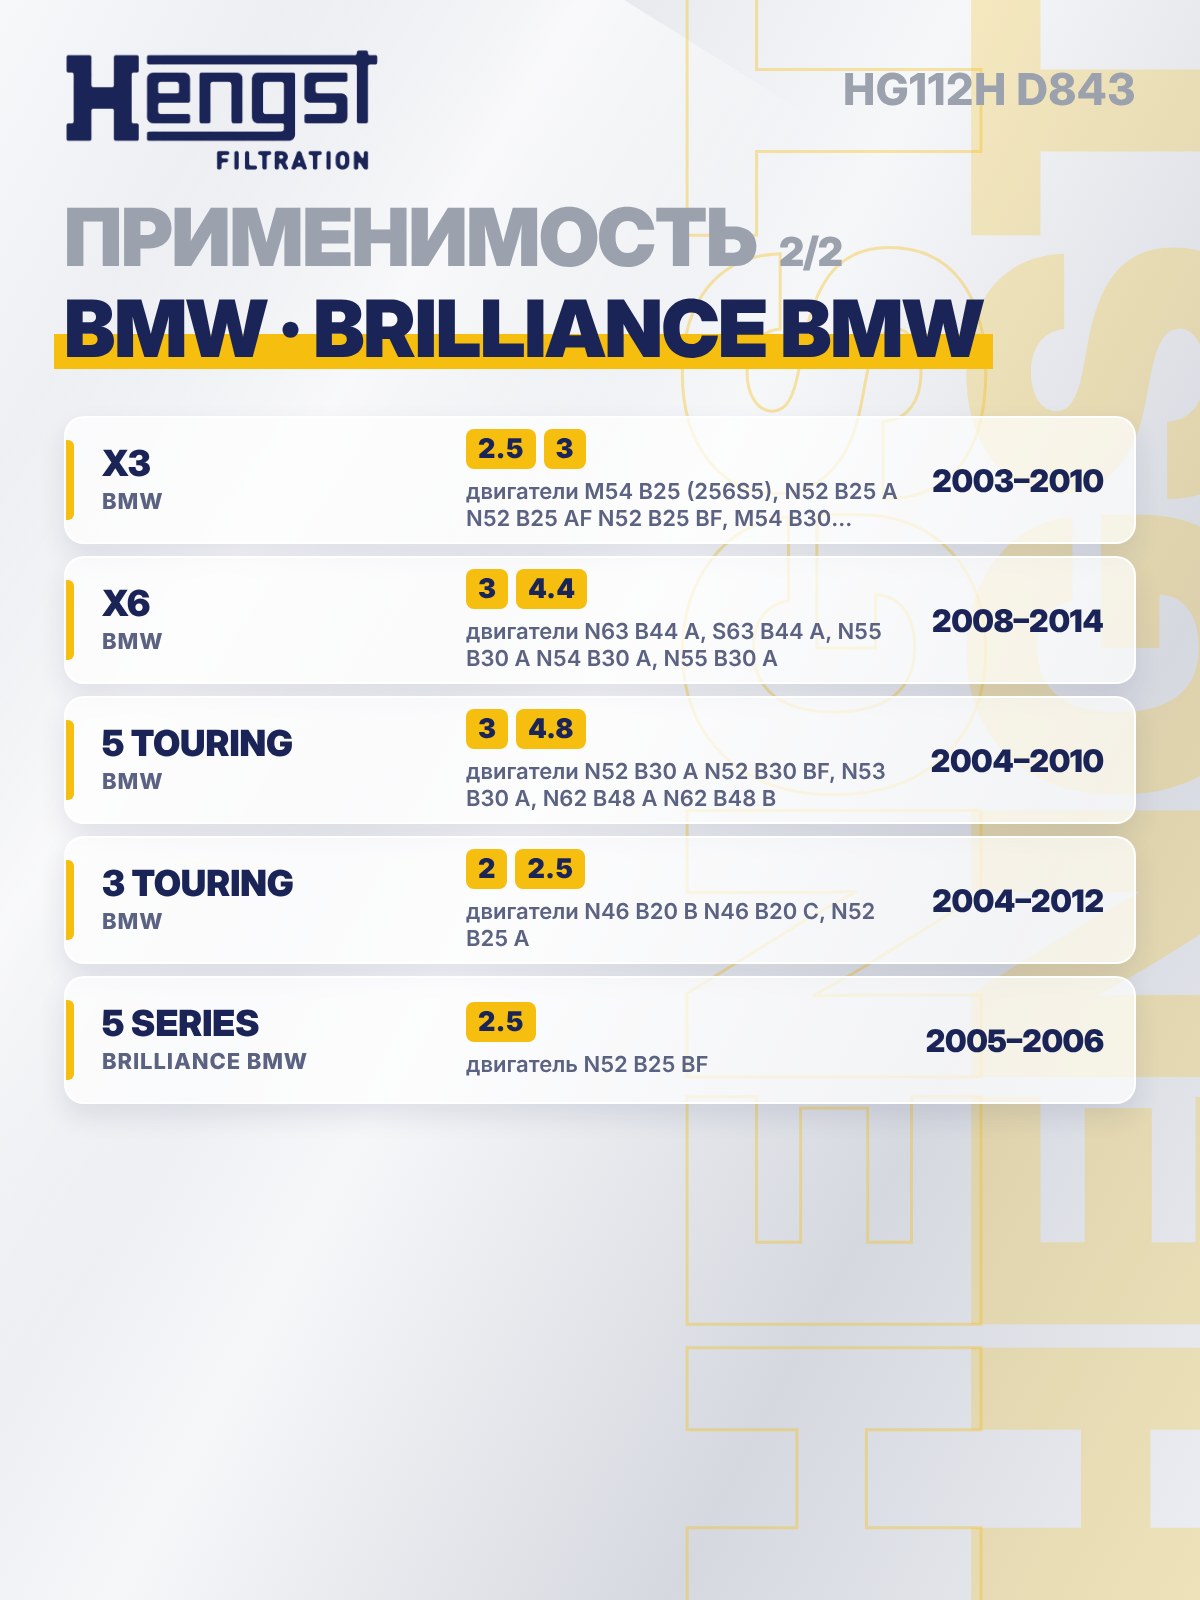 Hengst
FILTRATION
HG112H D843
ПРИМЕНИМОСТЬ 2/2
BMW · BRILLIANCE BMW
X3
BMW
2.5 3
двигатели M54 B25 (256S5), N52 B25 A
N52 B25 AF N52 B25 BF, M54 B30...
2003–2010
X6
BMW
3 4.4
двигатели N63 B44 A, S63 B44 A, N55
B30 A N54 B30 A, N55 B30 A
2008–2014
5 TOURING
BMW
3 4.8
двигатели N52 B30 A N52 B30 BF, N53
B30 A, N62 B48 A N62 B48 B
2004–2010
3 TOURING
BMW
2 2.5
двигатели N46 B20 B N46 B20 C, N52
B25 A
2004–2012
5 SERIES
BRILLIANCE BMW
2.5
двигатель N52 B25 BF
2005–2006
HENGST
HENGST